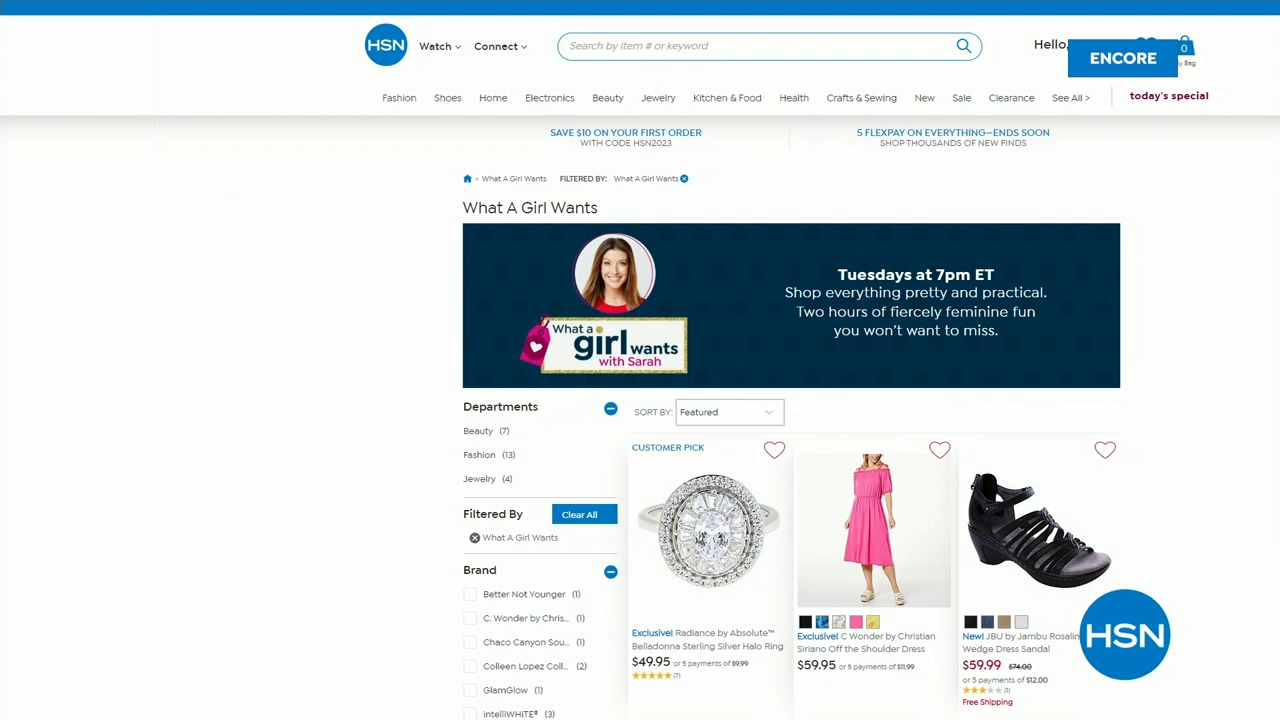 HSN
Watch
Connect
Search by item # or keyword
Hello,
0
ENCORE
Bag
Fashion
Shoes
Home
Electronics
Beauty
Jewelry
Kitchen & Food
Health
Crafts & Sewing
New
Sale
Clearance
See All >
today's special
SAVE $10 ON YOUR FIRST ORDER
WITH CODE HSN2023
5 FLEXPAY ON EVERYTHING—ENDS SOON
SHOP THOUSANDS OF NEW FINDS
> What A Girl Wants
FILTERED BY: What A Girl Wants
What A Girl Wants
What a
girl wants
with Sarah
Tuesdays at 7pm ET
Shop everything pretty and practical.
Two hours of fiercely feminine fun
you won't want to miss.
Departments
Beauty (7)
Fashion (13)
Jewelry (4)
Filtered By
Clear All
What A Girl Wants
Brand
Better Not Younger (1)
C. Wonder by Chris... (1)
Chaco Canyon Sou... (1)
Colleen Lopez Coll... (2)
GlamGlow (1)
intelliWHiTE® (3)
SORT BY: Featured
CUSTOMER PICK
Exclusive! Radiance by Absolute™
Belladonna Sterling Silver Halo Ring
$49.95 or 5 payments of $9.99
(7)
Exclusive! C Wonder by Christian
Siriano Off the Shoulder Dress
$59.95 or 5 payments of $11.99
New! JBU by Jambu Rosalin
Wedge Dress Sandal
$59.99 $74.00
or 5 payments of $12.00
Free Shipping
HSN